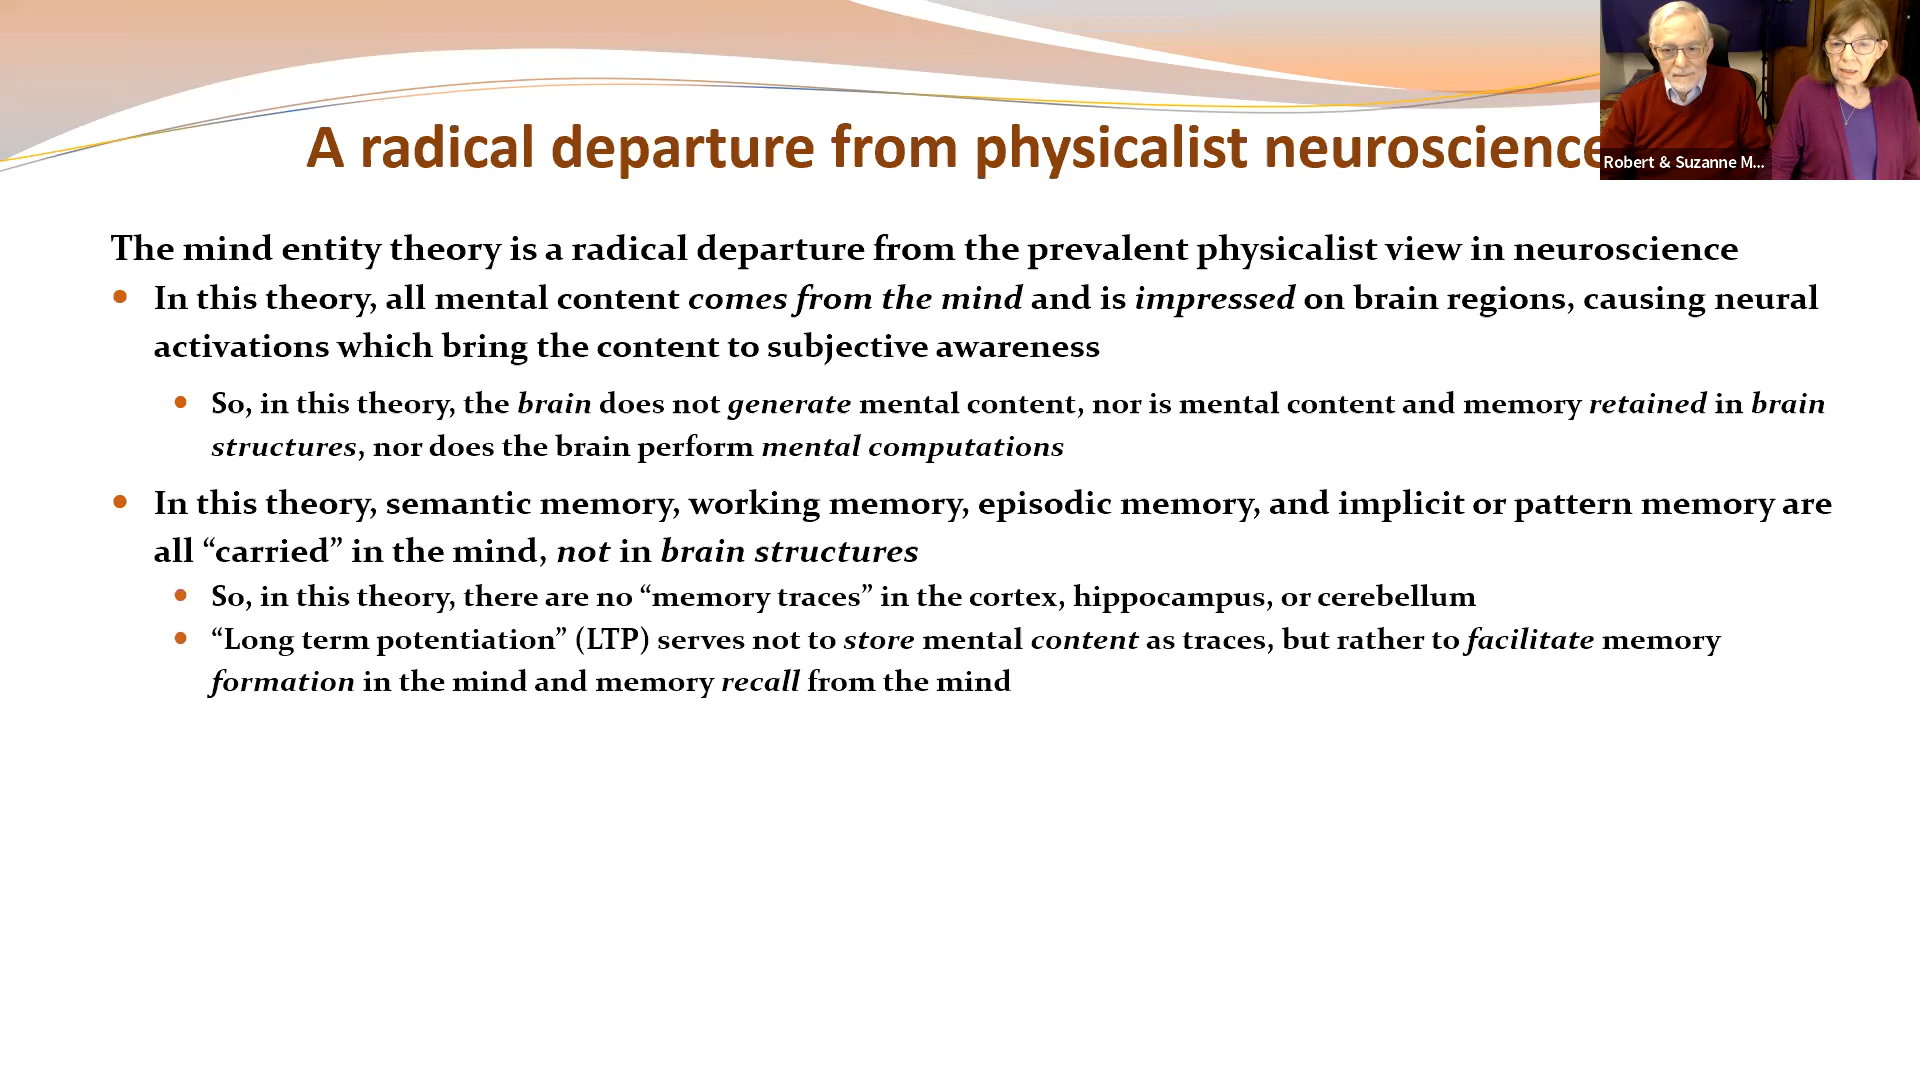 A radical departure from physicalist neuroscience
Robert & Suzanne M...
The mind entity theory is a radical departure from the prevalent physicalist view in neuroscience
In this theory, all mental content comes from the mind and is impressed on brain regions, causing neural
activations which bring the content to subjective awareness
So, in this theory, the brain does not generate mental content, nor is mental content and memory retained in brain
structures, nor does the brain perform mental computations
In this theory, semantic memory, working memory, episodic memory, and implicit or pattern memory are
all “carried” in the mind, not in brain structures
So, in this theory, there are no “memory traces” in the cortex, hippocampus, or cerebellum
“Long term potentiation” (LTP) serves not to store mental content as traces, but rather to facilitate memory
formation in the mind and memory recall from the mind